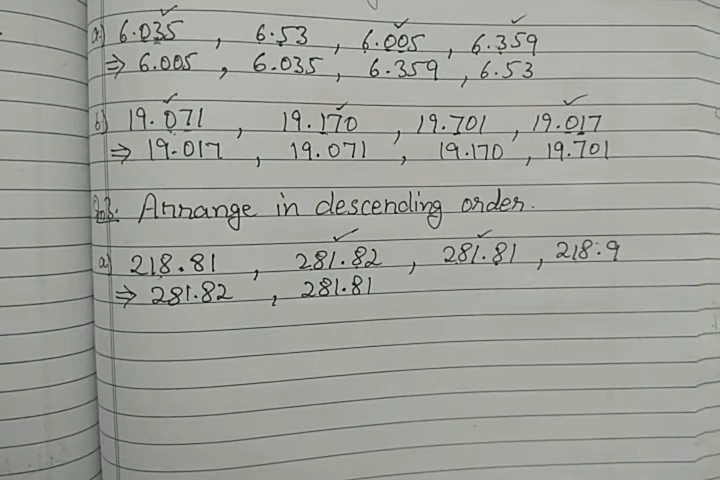 a) 6.035 , 6.53 , 6.005 , 6.359
⇒ 6.005 , 6.035 , 6.359 , 6.53
b) 19.071 , 19.170 , 19.701 , 19.017
⇒ 19.017 , 19.071 , 19.170 , 19.701
Q.3. Arrange in descending order.
a) 218.81 , 281.82 , 281.81 , 218.9
⇒ 281.82 , 281.81